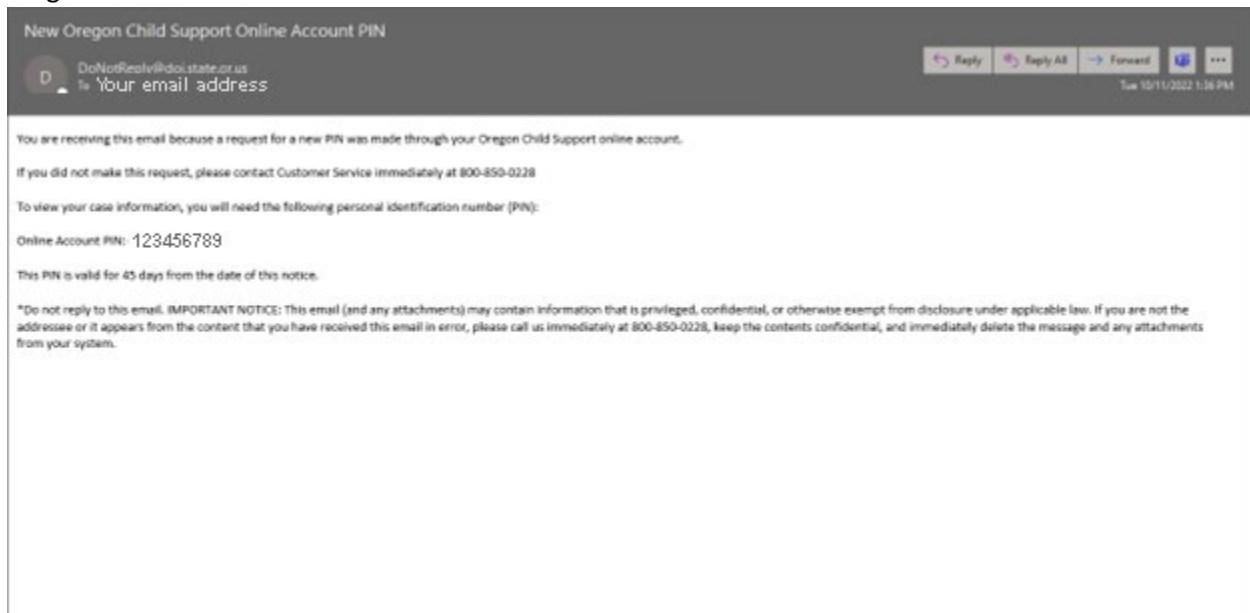 New Oregon Child Support Online Account PIN
D
DoNotReply@doj.state.or.us
To Your email address
Reply Reply All Forward
Tue 10/11/2022 1:36 PM
You are receiving this email because a request for a new PIN was made through your Oregon Child Support online account.
If you did not make this request, please contact Customer Service immediately at 800-850-0228
To view your case information, you will need the following personal identification number (PIN):
Online Account PIN: 123456789
This PIN is valid for 45 days from the date of this notice.
*Do not reply to this email. IMPORTANT NOTICE: This email (and any attachments) may contain information that is privileged, confidential, or otherwise exempt from disclosure under applicable law. If you are not the
addressee or it appears from the content that you have received this email in error, please call us immediately at 800-850-0228, keep the contents confidential, and immediately delete the message and any attachments
from your system.